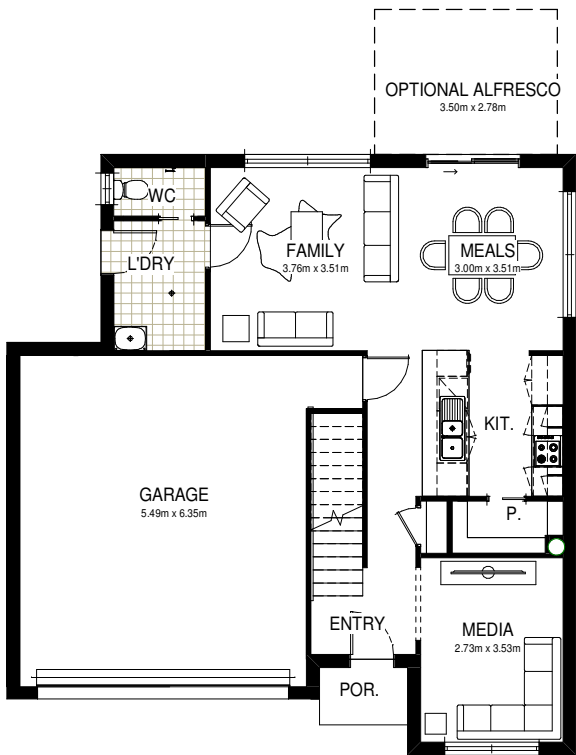 OPTIONAL ALFRESCO
3.50m x 2.78m
WC
L'DRY
FAMILY
3.76m x 3.51m
MEALS
3.00m x 3.51m
KIT.
GARAGE
5.49m x 6.35m
P.
ENTRY
MEDIA
2.73m x 3.53m
POR.